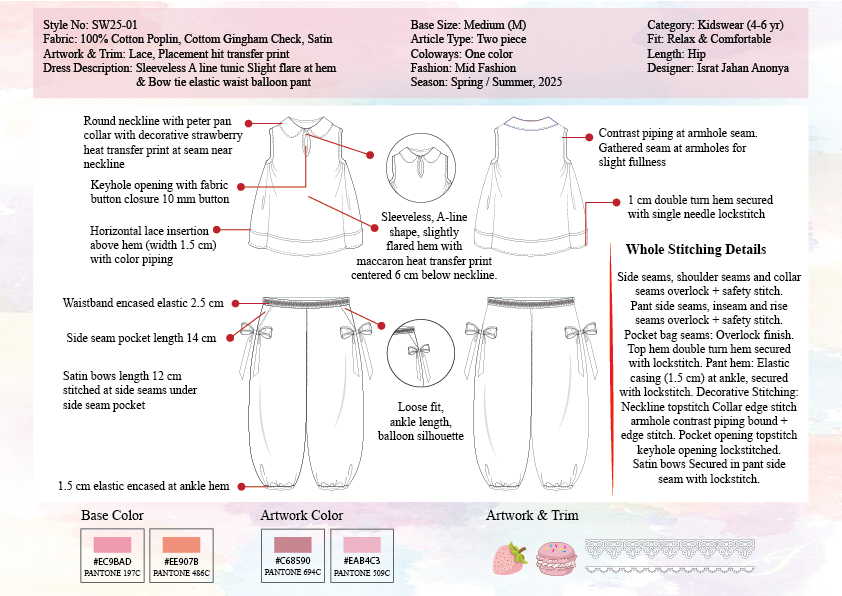 Style No: SW25-01
Fabric: 100% Cotton Poplin, Cottom Gingham Check, Satin
Artwork & Trim: Lace, Placement hit transfer print
Dress Description: Sleeveless A line tunic Slight flare at hem
& Bow tie elastic waist balloon pant
Base Size: Medium (M)
Article Type: Two piece
Coloways: One color
Fashion: Mid Fashion
Season: Spring / Summer, 2025
Category: Kidswear (4-6 yr)
Fit: Relax & Comfortable
Length: Hip
Designer: Israt Jahan Anonya
Round neckline with peter pan
collar with decorative strawberry
heat transfer print at seam near
neckline
Keyhole opening with fabric
button closure 10 mm button
Horizontal lace insertion
above hem (width 1.5 cm)
with color piping
Sleeveless, A-line
shape, slightly
flared hem with
maccaron heat transfer print
centered 6 cm below neckline.
Contrast piping at armhole seam.
Gathered seam at armholes for
slight fullness
1 cm double turn hem secured
with single needle lockstitch
Waistband encased elastic 2.5 cm
Side seam pocket length 14 cm
Satin bows length 12 cm
stitched at side seams under
side seam pocket
1.5 cm elastic encased at ankle hem
Loose fit,
ankle length,
balloon silhouette
Whole Stitching Details
Side seams, shoulder seams and collar
seams overlock + safety stitch.
Pant side seams, inseam and rise
seams overlock + safety stitch.
Pocket bag seams: Overlock finish.
Top hem double turn hem secured
with lockstitch. Pant hem: Elastic
casing (1.5 cm) at ankle, secured
with lockstitch. Decorative Stitching:
Neckline topstitch Collar edge stitch
armhole contrast piping bound +
edge stitch. Pocket opening topstitch
keyhole opening lockstitched.
Satin bows Secured in pant side
seam with lockstitch.
Base Color
#EC9BAD
PANTONE 197C
#EE907B
PANTONE 486C
Artwork Color
#C68590
PANTONE 694C
#EAB4C3
PANTONE 509C
Artwork & Trim